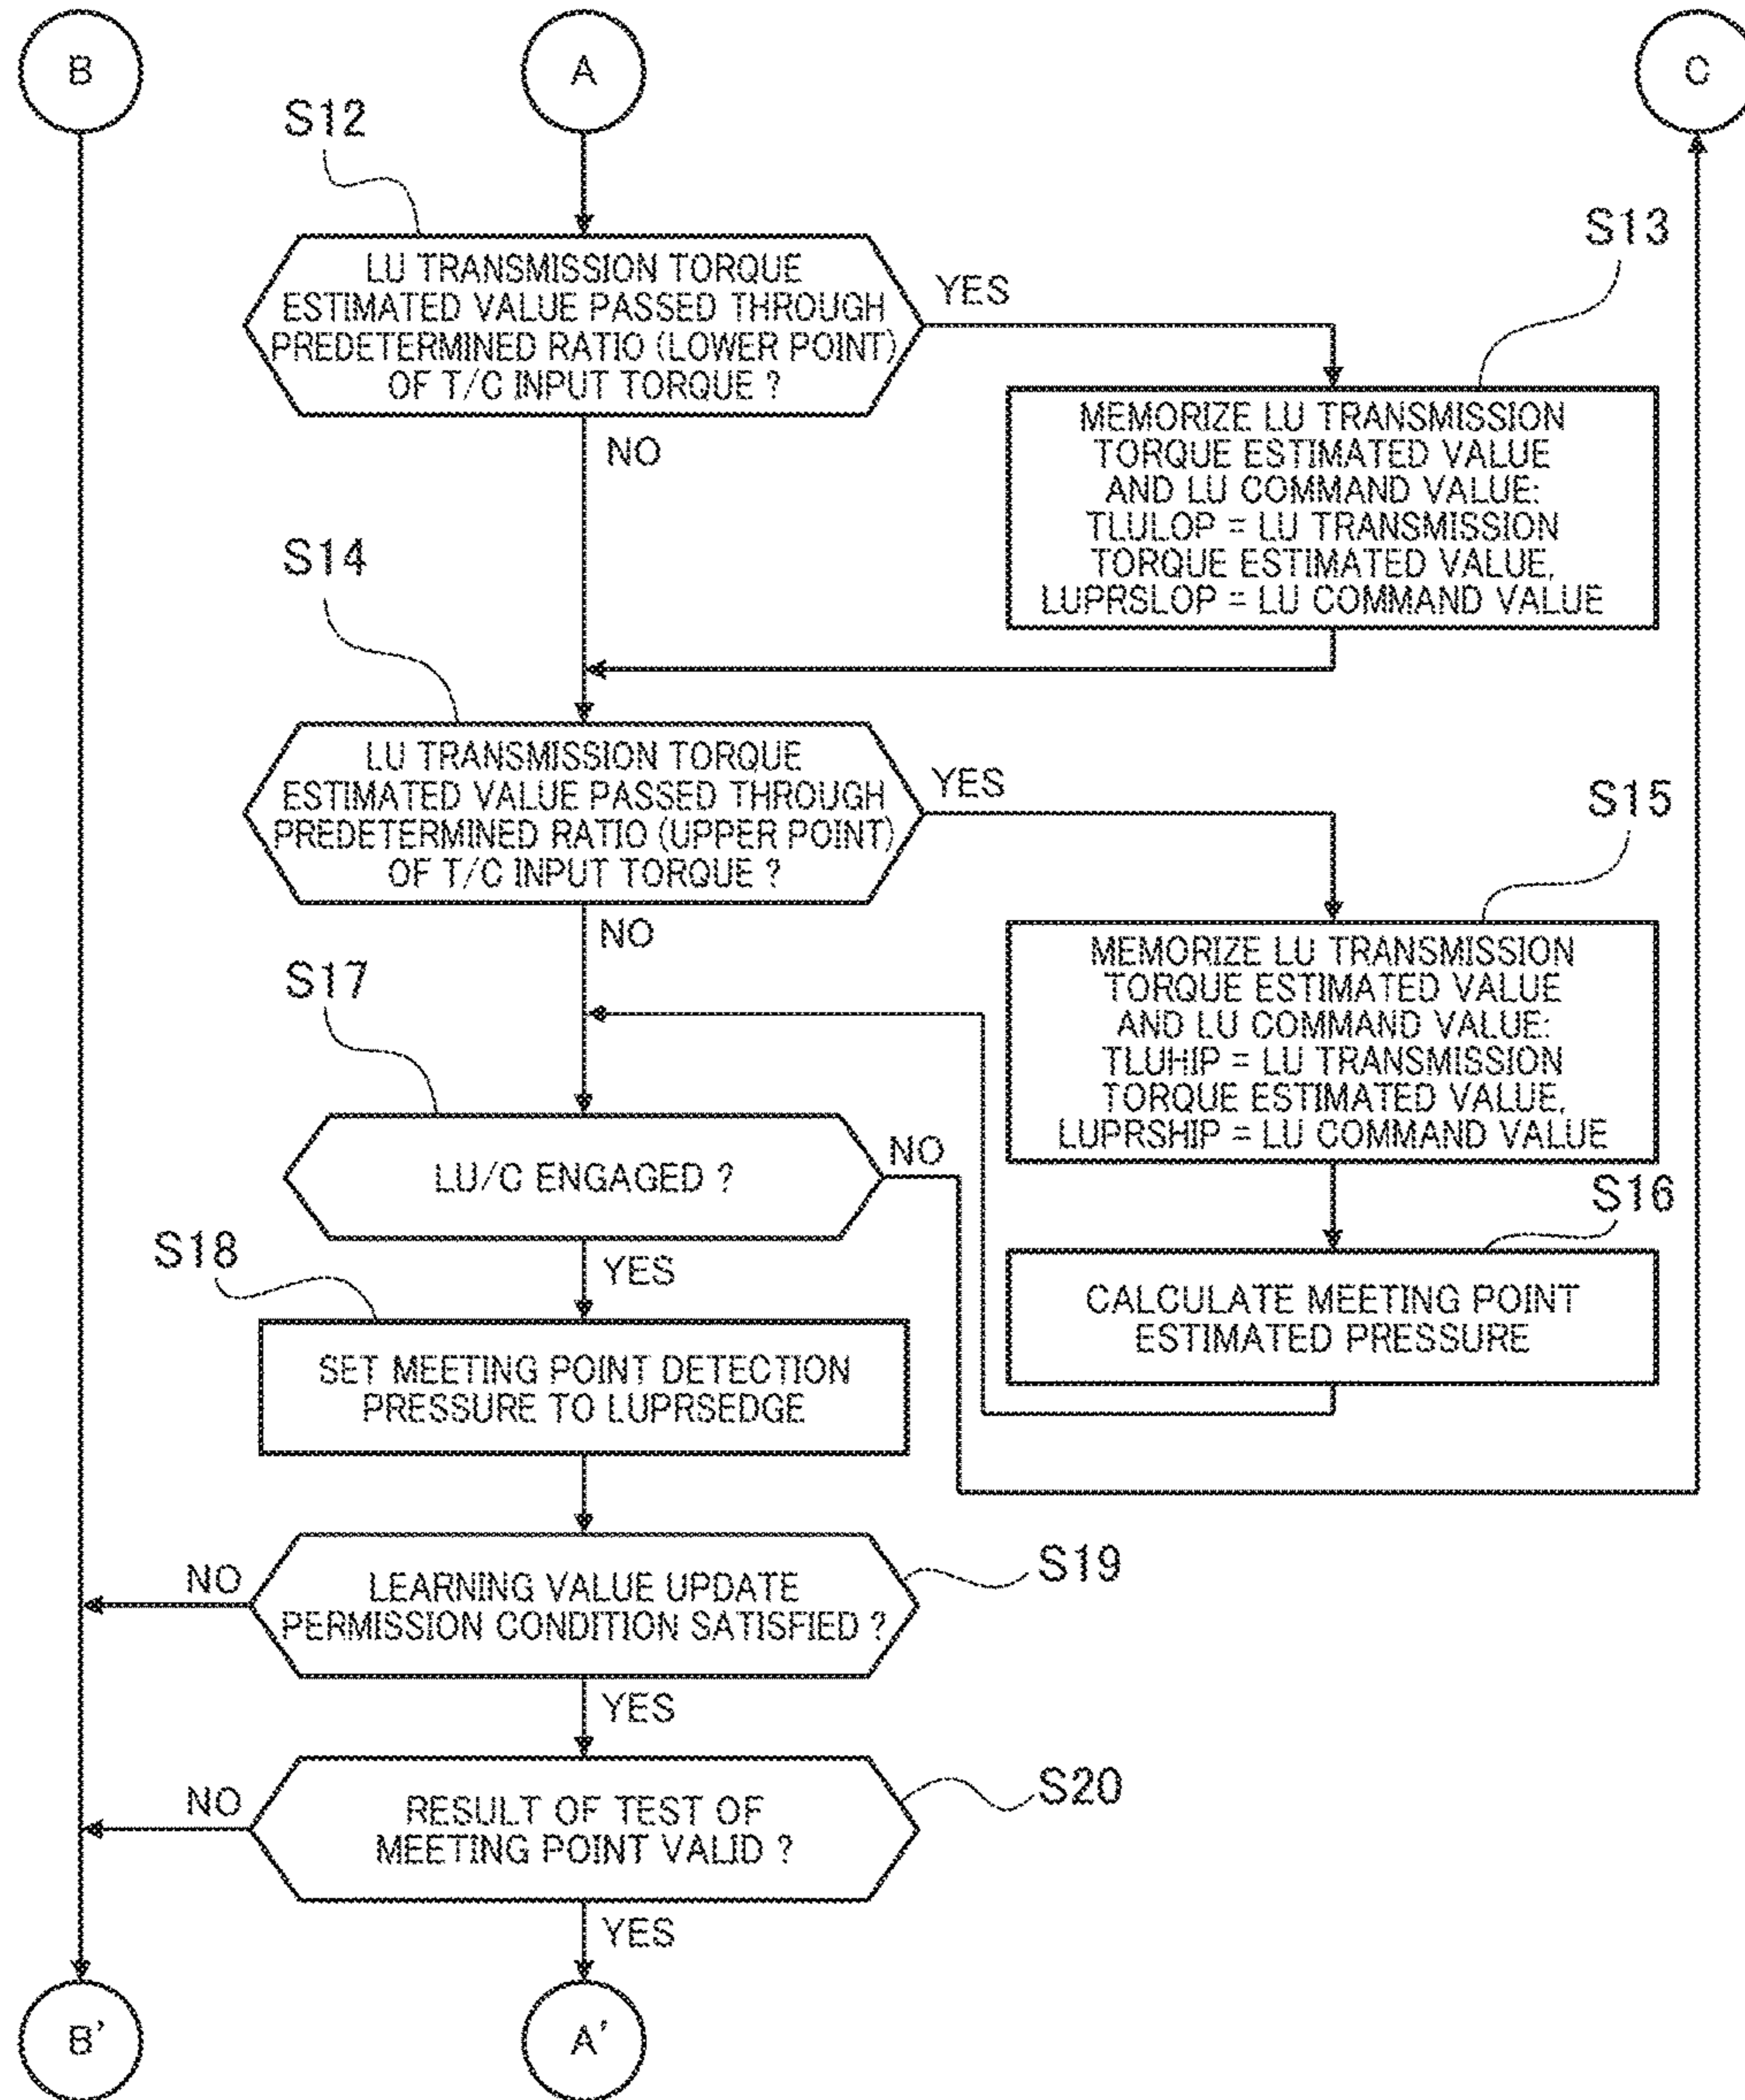 B
A
C
S12
LU TRANSMISSION TORQUE
ESTIMATED VALUE PASSED THROUGH
PREDETERMINED RATIO (LOWER POINT)
OF T/C INPUT TORQUE ?
YES
NO
S13
MEMORIZE LU TRANSMISSION
TORQUE ESTIMATED VALUE
AND LU COMMAND VALUE:
TLULOP = LU TRANSMISSION
TORQUE ESTIMATED VALUE,
LUPRSLOP = LU COMMAND VALUE
S14
LU TRANSMISSION TORQUE
ESTIMATED VALUE PASSED THROUGH
PREDETERMINED RATIO (UPPER POINT)
OF T/C INPUT TORQUE ?
YES
NO
S15
MEMORIZE LU TRANSMISSION
TORQUE ESTIMATED VALUE
AND LU COMMAND VALUE:
TLUHIP = LU TRANSMISSION
TORQUE ESTIMATED VALUE,
LUPRSHIP = LU COMMAND VALUE
S17
LU/C ENGAGED ?
NO
YES
S16
CALCULATE MEETING POINT
ESTIMATED PRESSURE
S18
SET MEETING POINT DETECTION
PRESSURE TO LUPRSEDGE
S19
LEARNING VALUE UPDATE
PERMISSION CONDITION SATISFIED ?
NO
YES
S20
RESULT OF TEST OF
MEETING POINT VALID ?
NO
YES
B'
A'